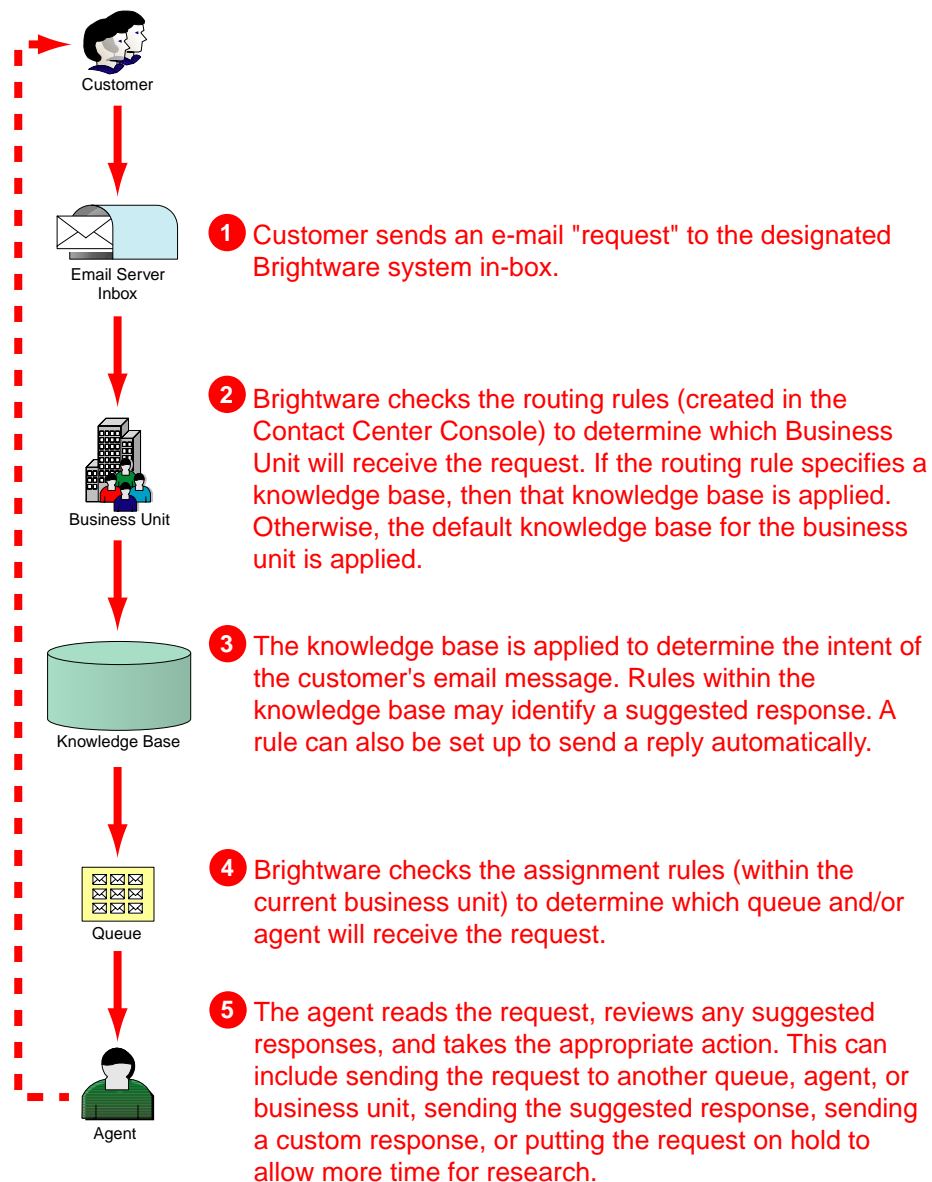 Customer
Email Server
Inbox
1 Customer sends an e-mail "request" to the designated
Brightware system in-box.
Business Unit
2 Brightware checks the routing rules (created in the
Contact Center Console) to determine which Business
Unit will receive the request. If the routing rule specifies a
knowledge base, then that knowledge base is applied.
Otherwise, the default knowledge base for the business
unit is applied.
Knowledge Base
3 The knowledge base is applied to determine the intent of
the customer's email message. Rules within the
knowledge base may identify a suggested response. A
rule can also be set up to send a reply automatically.
Queue
4 Brightware checks the assignment rules (within the
current business unit) to determine which queue and/or
agent will receive the request.
Agent
5 The agent reads the request, reviews any suggested
responses, and takes the appropriate action. This can
include sending the request to another queue, agent, or
business unit, sending the suggested response, sending
a custom response, or putting the request on hold to
allow more time for research.